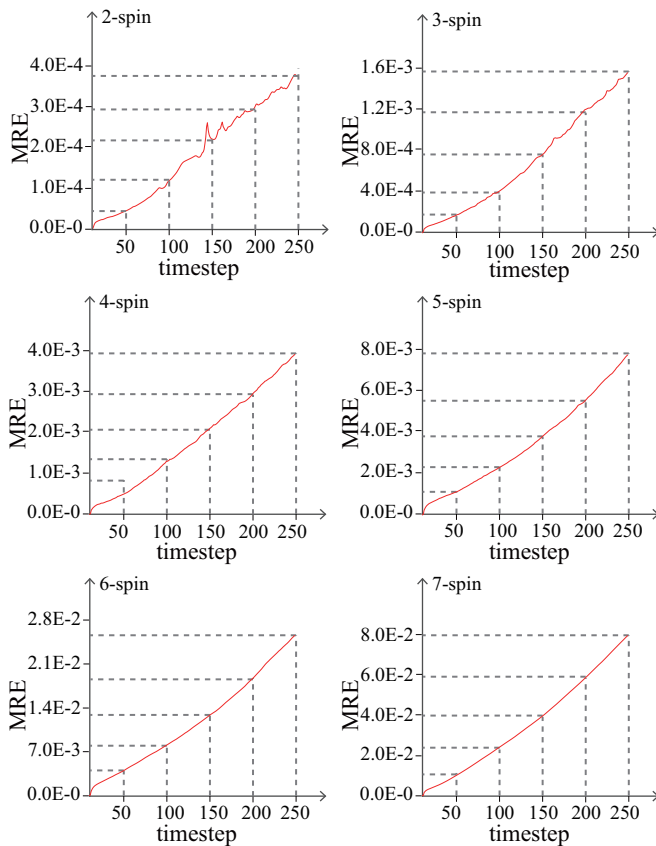 2-spin
MRE
4.0E-4
3.0E-4
2.0E-4
1.0E-4
0.0E-0
50 100 150 200 250
timestep
3-spin
MRE
1.6E-3
1.2E-3
8.0E-4
4.0E-4
0.0E-0
50 100 150 200 250
timestep
4-spin
MRE
4.0E-3
3.0E-3
2.0E-3
1.0E-3
0.0E-0
50 100 150 200 250
timestep
5-spin
MRE
8.0E-3
6.0E-3
4.0E-3
2.0E-3
0.0E-0
50 100 150 200 250
timestep
6-spin
MRE
2.8E-2
2.1E-2
1.4E-2
7.0E-3
0.0E-0
50 100 150 200 250
timestep
7-spin
MRE
8.0E-2
6.0E-2
4.0E-2
2.0E-2
0.0E-0
50 100 150 200 250
timestep